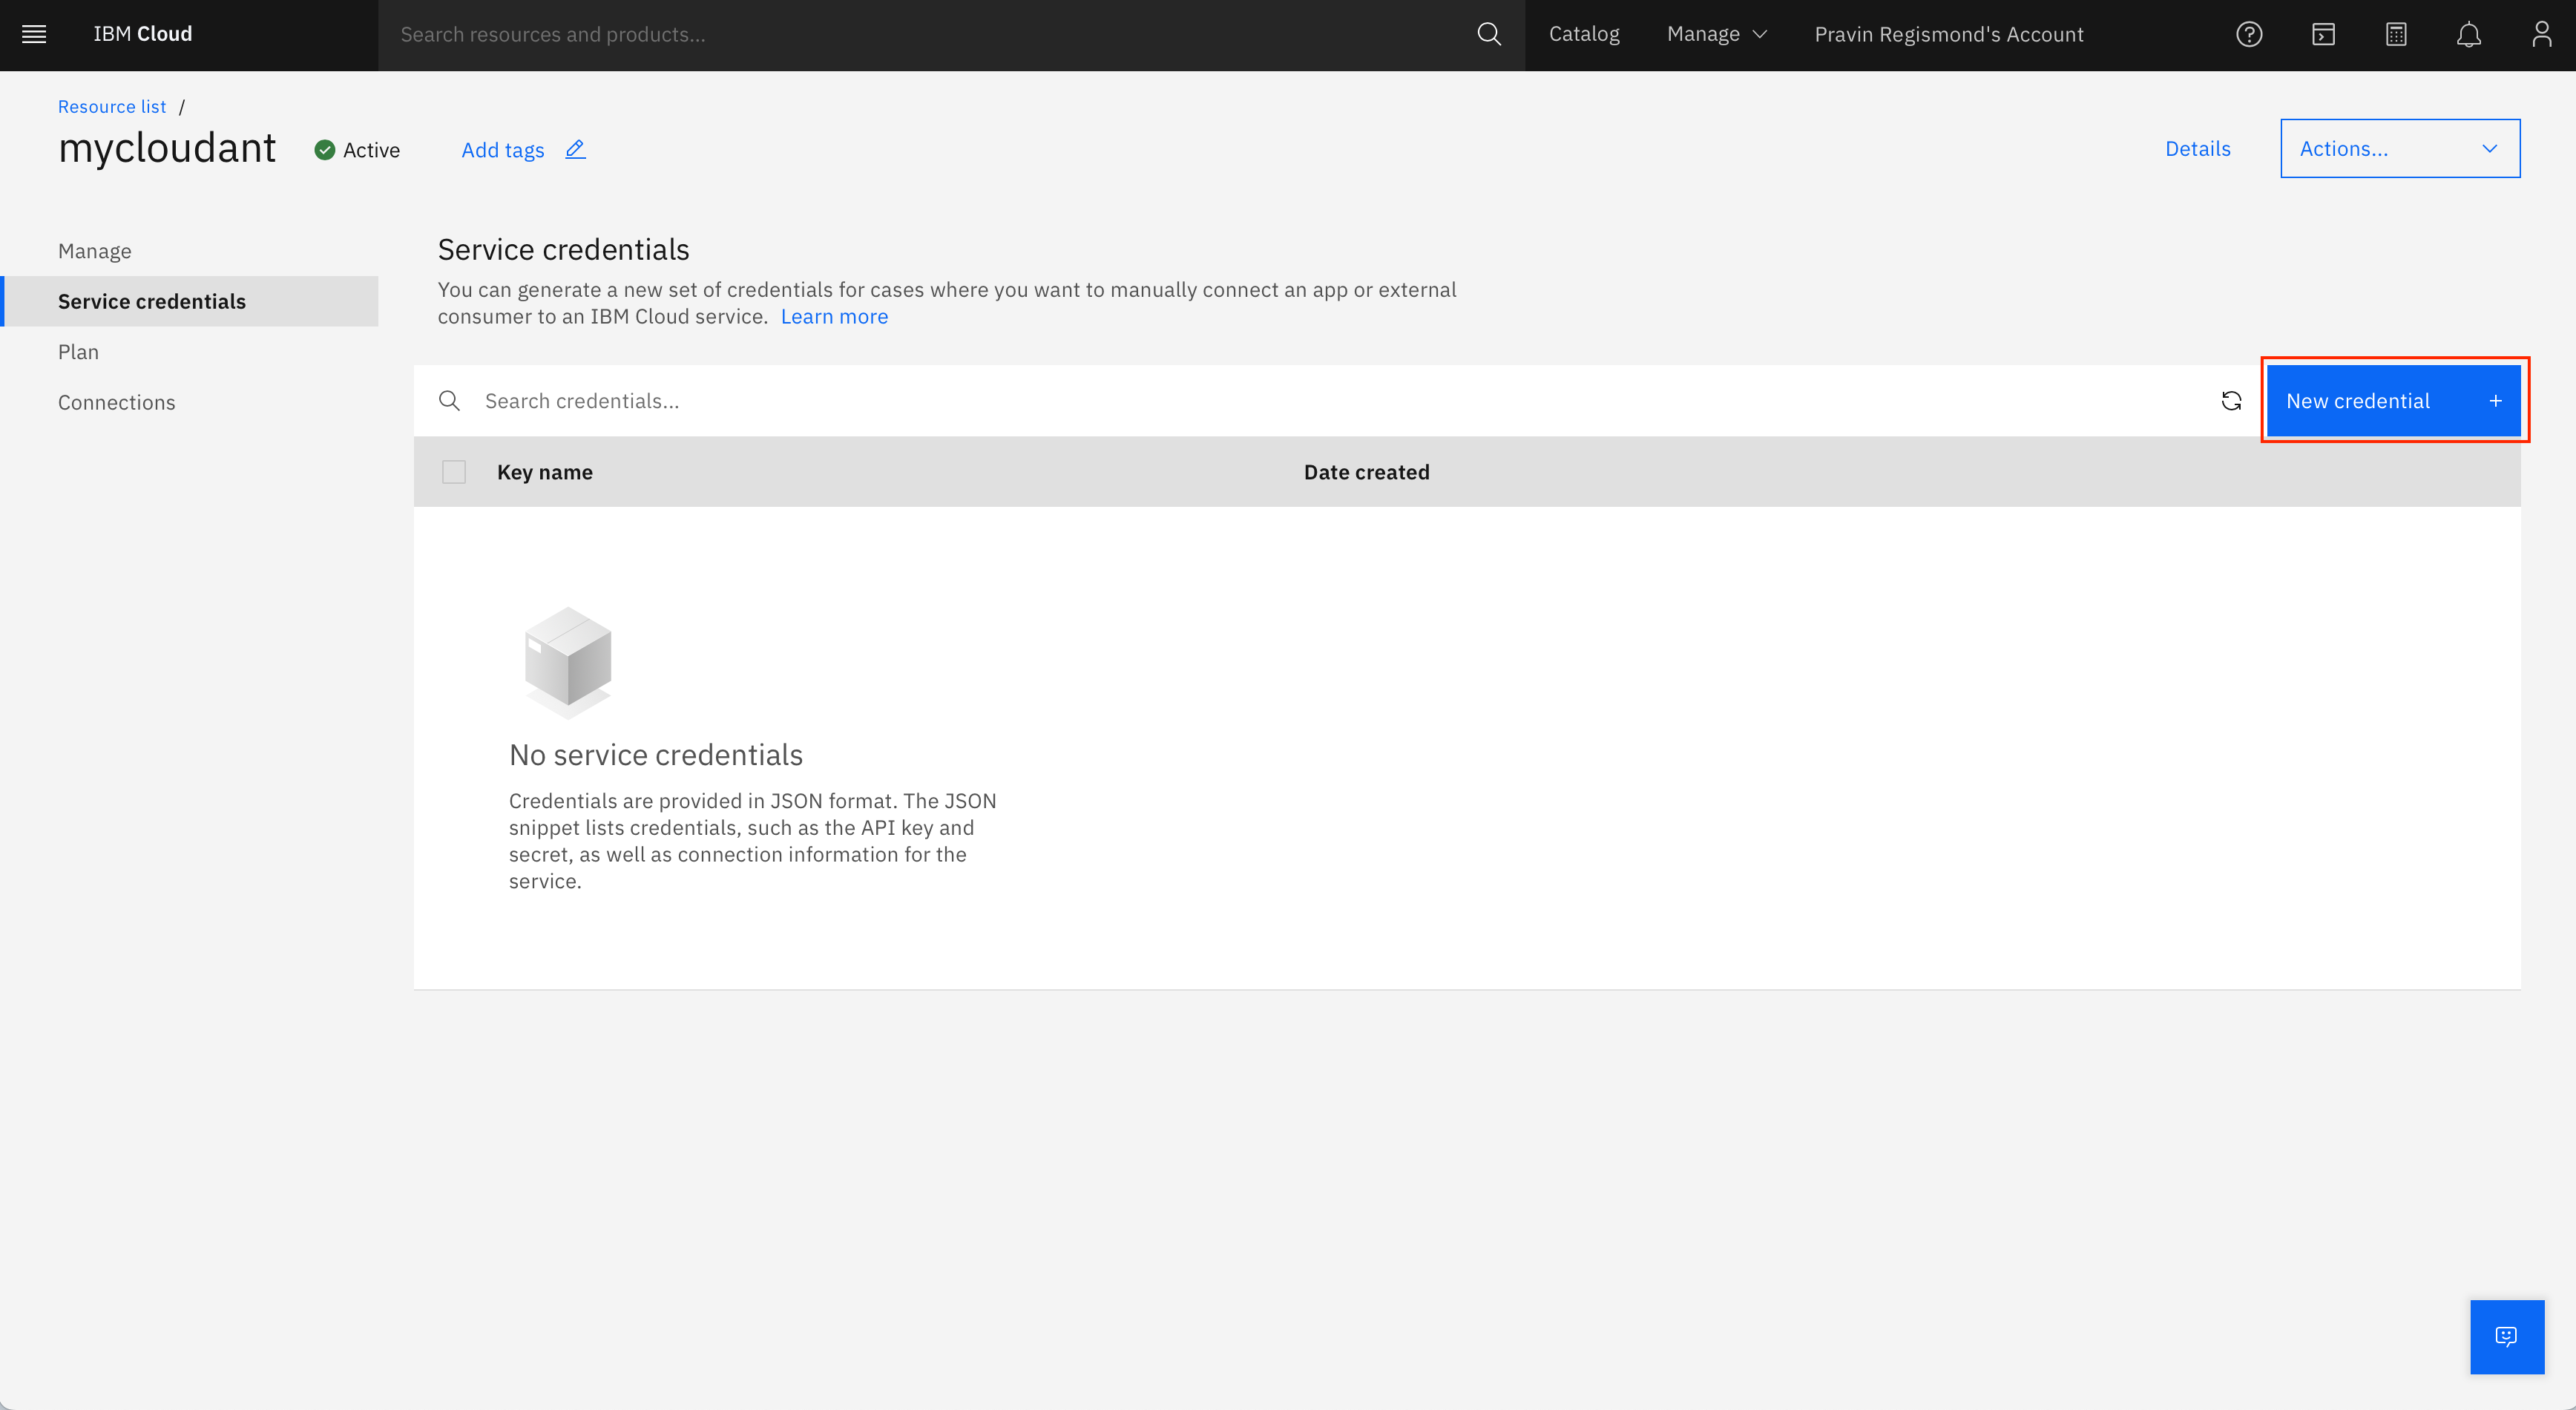 IBM Cloud
Search resources and products...
Catalog
Manage
Pravin Regismond's Account
Resource list /
mycloudant
Active
Add tags
Details
Actions...
Manage
Service credentials
Plan
Connections
Service credentials
You can generate a new set of credentials for cases where you want to manually connect an app or external
consumer to an IBM Cloud service. Learn more
Search credentials...
New credential +
Key name
Date created
No service credentials
Credentials are provided in JSON format. The JSON
snippet lists credentials, such as the API key and
secret, as well as connection information for the
service.